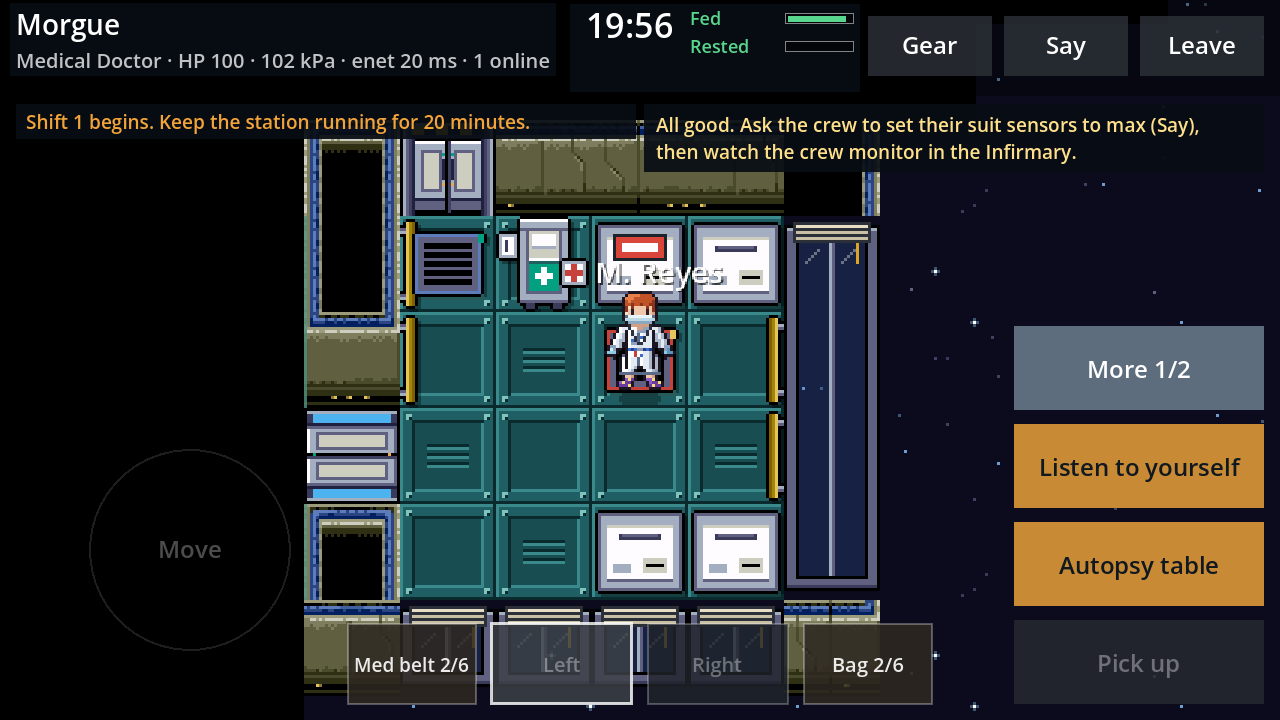 Morgue
Medical Doctor · HP 100 · 102 kPa · enet 20 ms · 1 online
19:56
Fed
Rested
Gear
Say
Leave
Shift 1 begins. Keep the station running for 20 minutes.
All good. Ask the crew to set their suit sensors to max (Say),
then watch the crew monitor in the Infirmary.
M. Reyes
Move
More 1/2
Listen to yourself
Autopsy table
Pick up
Med belt 2/6
Left
Right
Bag 2/6